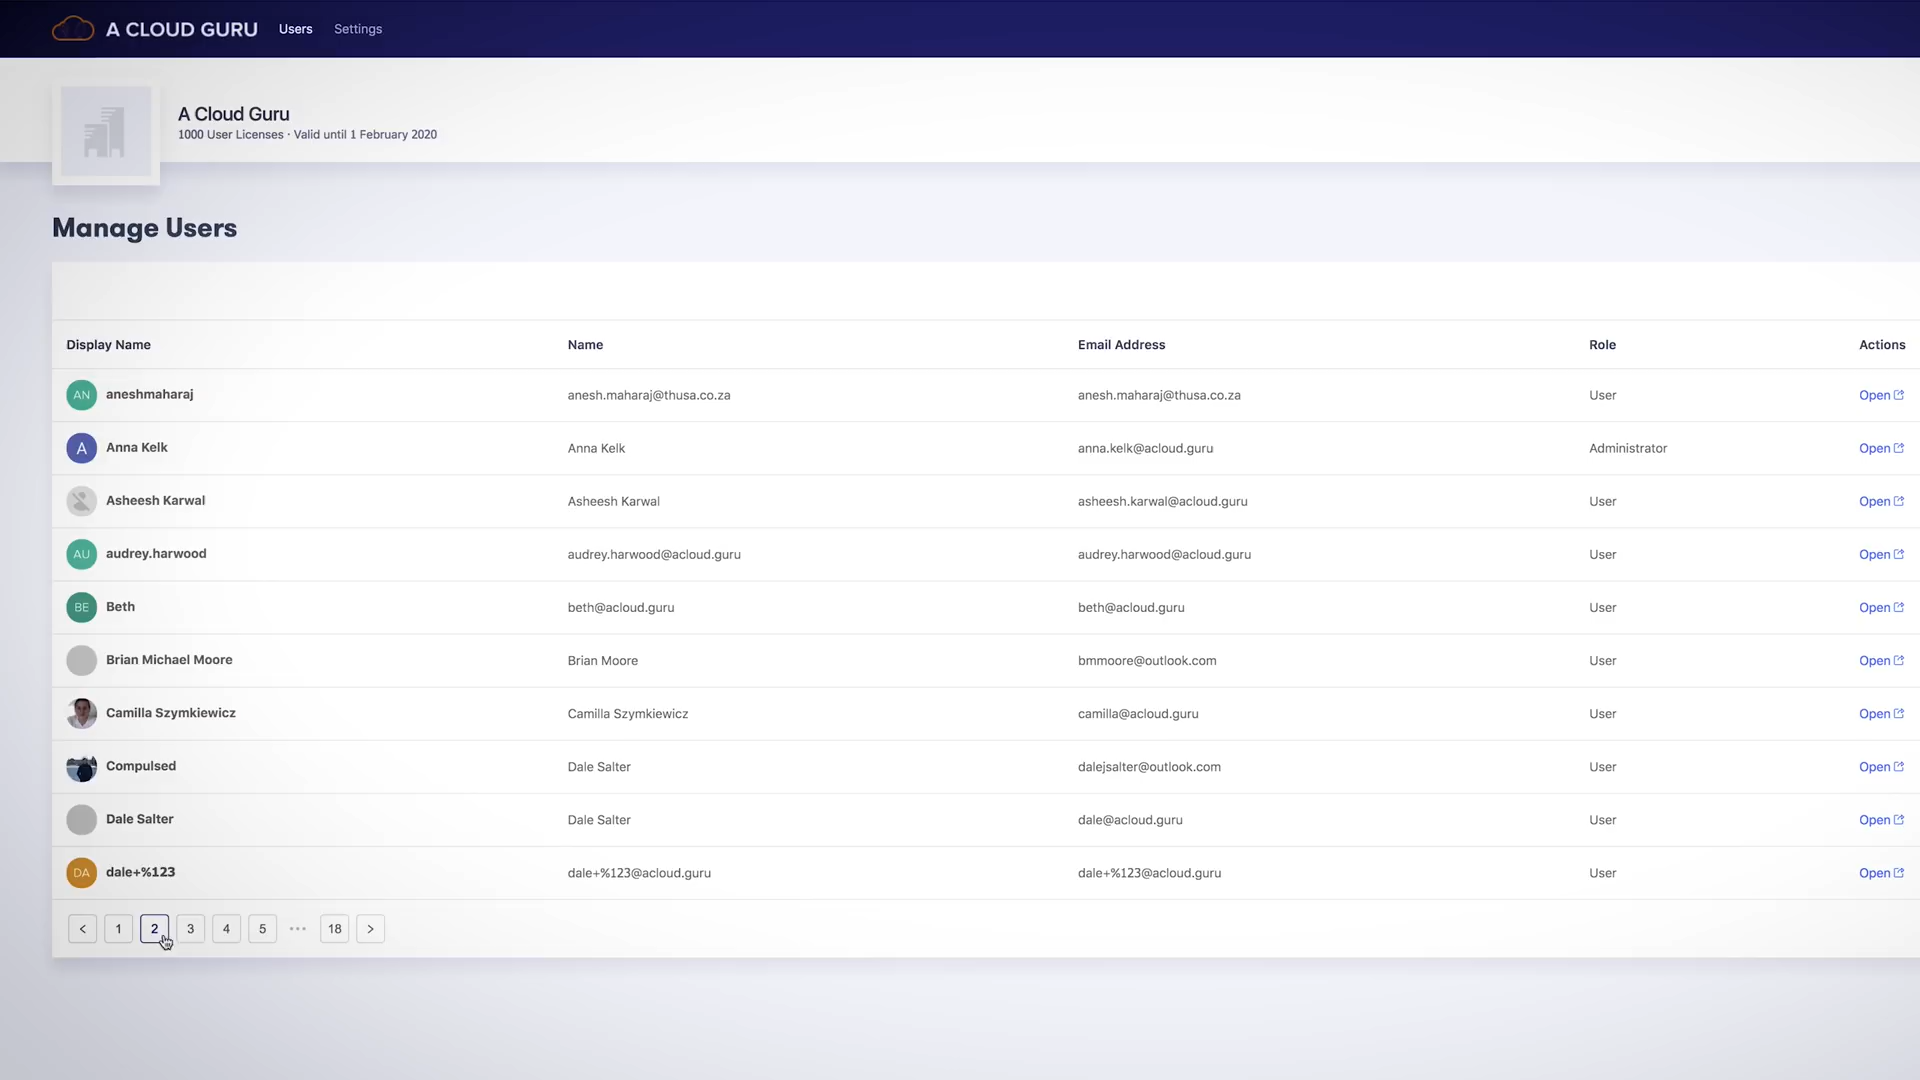 A CLOUD GURU Users Settings
A Cloud Guru
1000 User Licenses · Valid until 1 February 2020
Manage Users
Display Name Name Email Address Role Actions
AN aneshmaharaj anesh.maharaj@thusa.co.za anesh.maharaj@thusa.co.za User Open
A Anna Kelk Anna Kelk anna.kelk@acloud.guru Administrator Open
Asheesh Karwal Asheesh Karwal asheesh.karwal@acloud.guru User Open
AU audrey.harwood audrey.harwood@acloud.guru audrey.harwood@acloud.guru User Open
BE Beth beth@acloud.guru beth@acloud.guru User Open
Brian Michael Moore Brian Moore bmmoore@outlook.com User Open
Camilla Szymkiewicz Camilla Szymkiewicz camilla@acloud.guru User Open
Compulsed Dale Salter dalejsalter@outlook.com User Open
Dale Salter Dale Salter dale@acloud.guru User Open
DA dale+%123 dale+%123@acloud.guru dale+%123@acloud.guru User Open
< 1 2 3 4 5 ••• 18 >